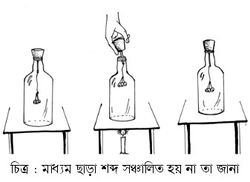 চিত্র : মাধ্যম ছাড়া শব্দ সঞ্চালিত হয় না তা জানা